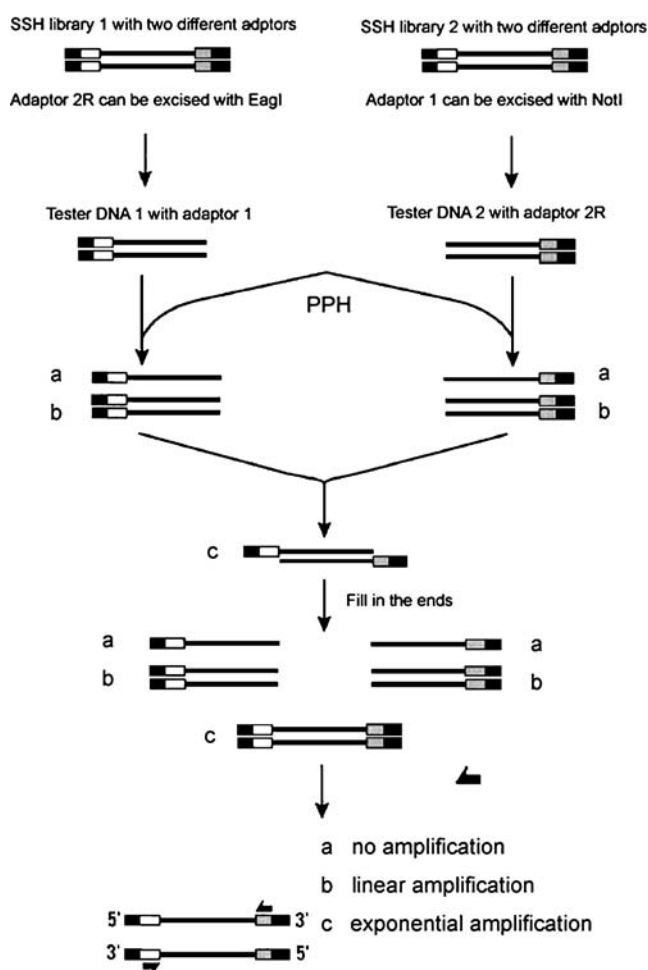 SSH library 1 with two different adptors
SSH library 2 with two different adptors
Adaptor 2R can be excised with EagI
Adaptor 1 can be excised with NotI
Tester DNA 1 with adaptor 1
Tester DNA 2 with adaptor 2R
PPH
a
a
b
b
c
Fill in the ends
a
a
b
b
c
a no amplification
b linear amplification
c exponential amplification
5' 3'
3' 5'